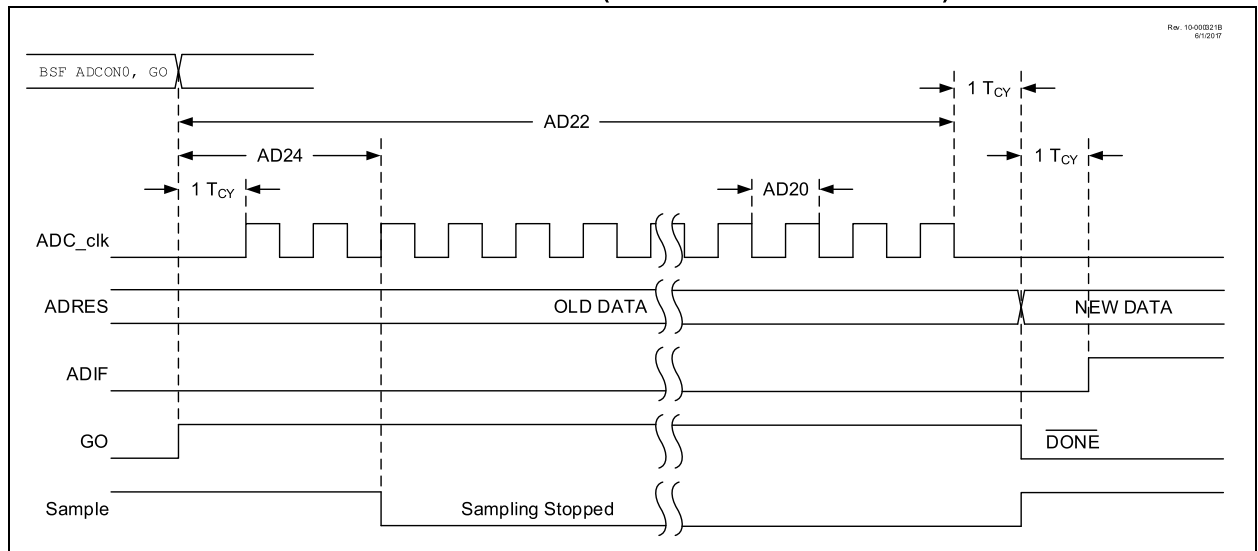 Rev. 10-000321B
6/1/2017
BSF ADCON0, GO
1 TCY
AD22
AD24
1 TCY
1 TCY
AD20
ADC_clk
ADRES
OLD DATA
NEW DATA
ADIF
GO
DONE
Sample
Sampling Stopped